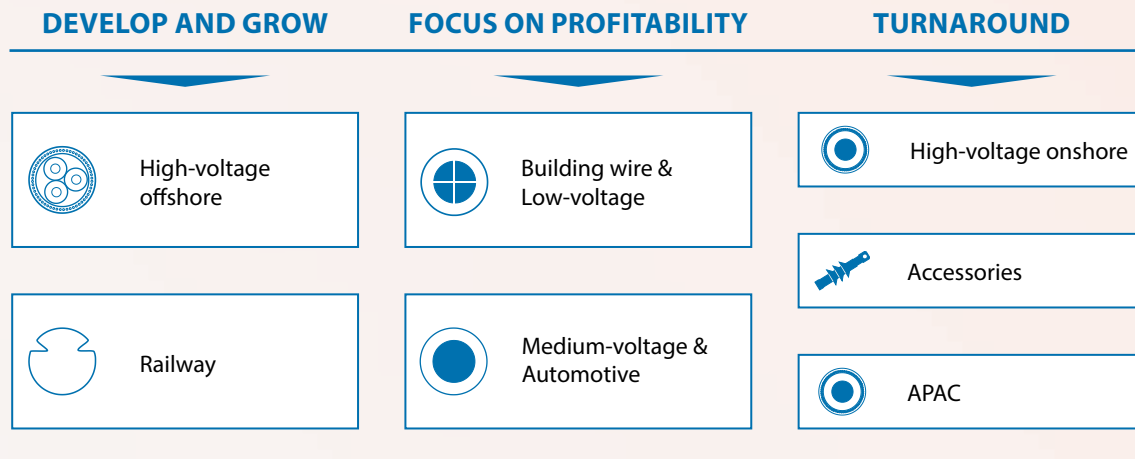 DEVELOP AND GROW
High-voltage
offshore
Railway
FOCUS ON PROFITABILITY
Building wire &
Low-voltage
Medium-voltage &
Automotive
TURNAROUND
High-voltage onshore
Accessories
APAC